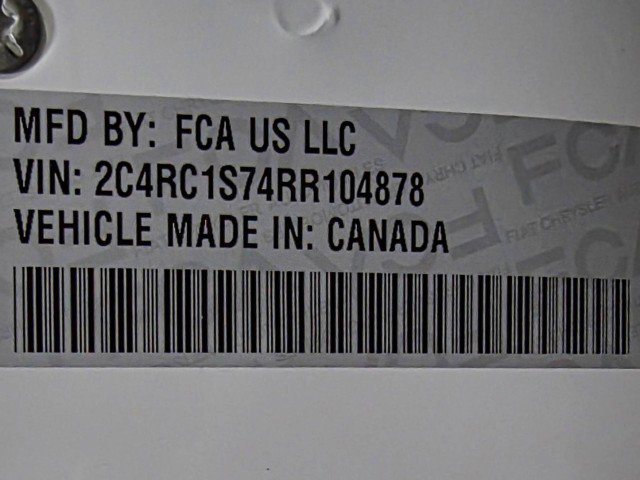 MFD BY: FCA US LLC
VIN: 2C4RC1S74RR104878
VEHICLE MADE IN: CANADA